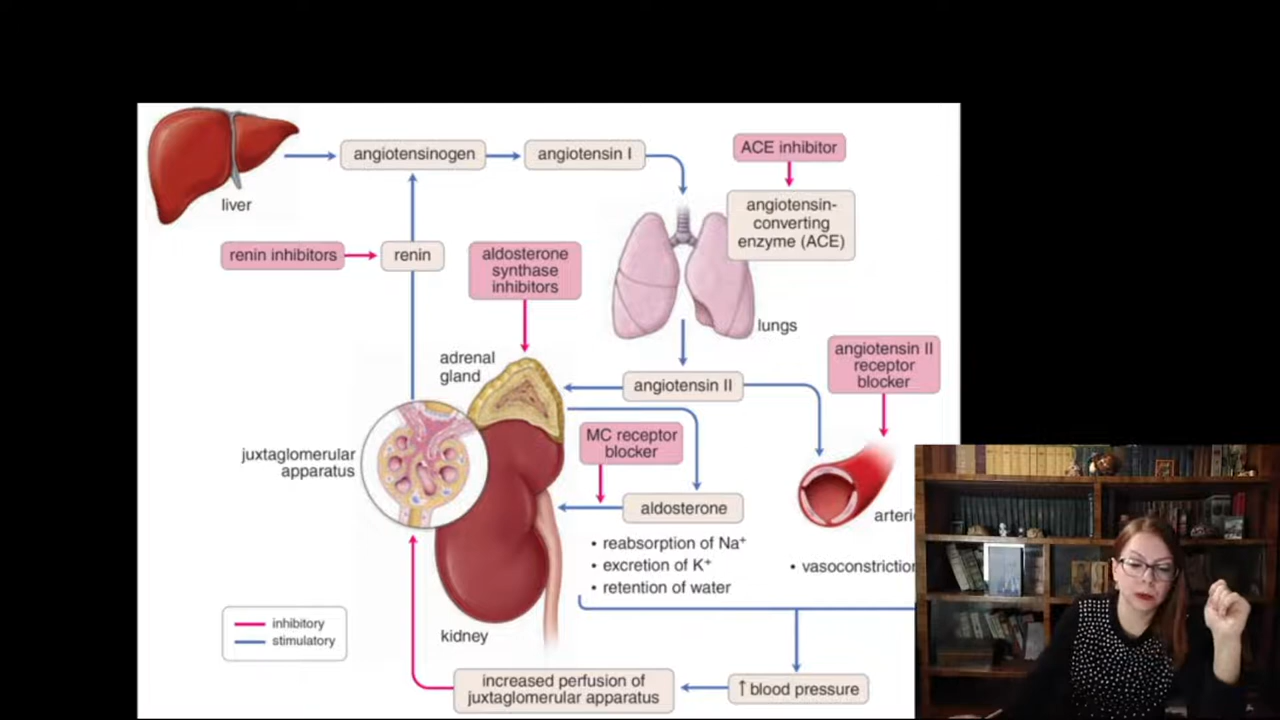 angiotensinogen
angiotensin I
ACE inhibitor
liver
angiotensin-
converting
enzyme (ACE)
renin inhibitors
renin
aldosterone
synthase
inhibitors
lungs
adrenal
gland
angiotensin II
angiotensin II
receptor
blocker
juxtaglomerular
apparatus
MC receptor
blocker
aldosterone
• reabsorption of Na⁺
• excretion of K⁺
• retention of water
• vasoconstriction
inhibitory
stimulatory
kidney
increased perfusion of
juxtaglomerular apparatus
↑ blood pressure